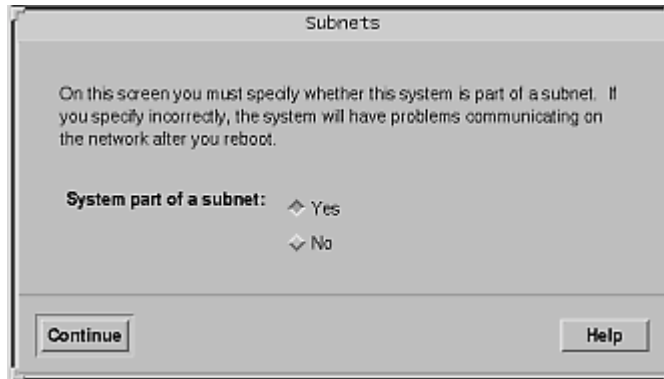 Subnets
On this screen you must specify whether this system is part of a subnet. If
you specify incorrectly, the system will have problems communicating on
the network after you reboot.
System part of a subnet: Yes
No
Continue Help